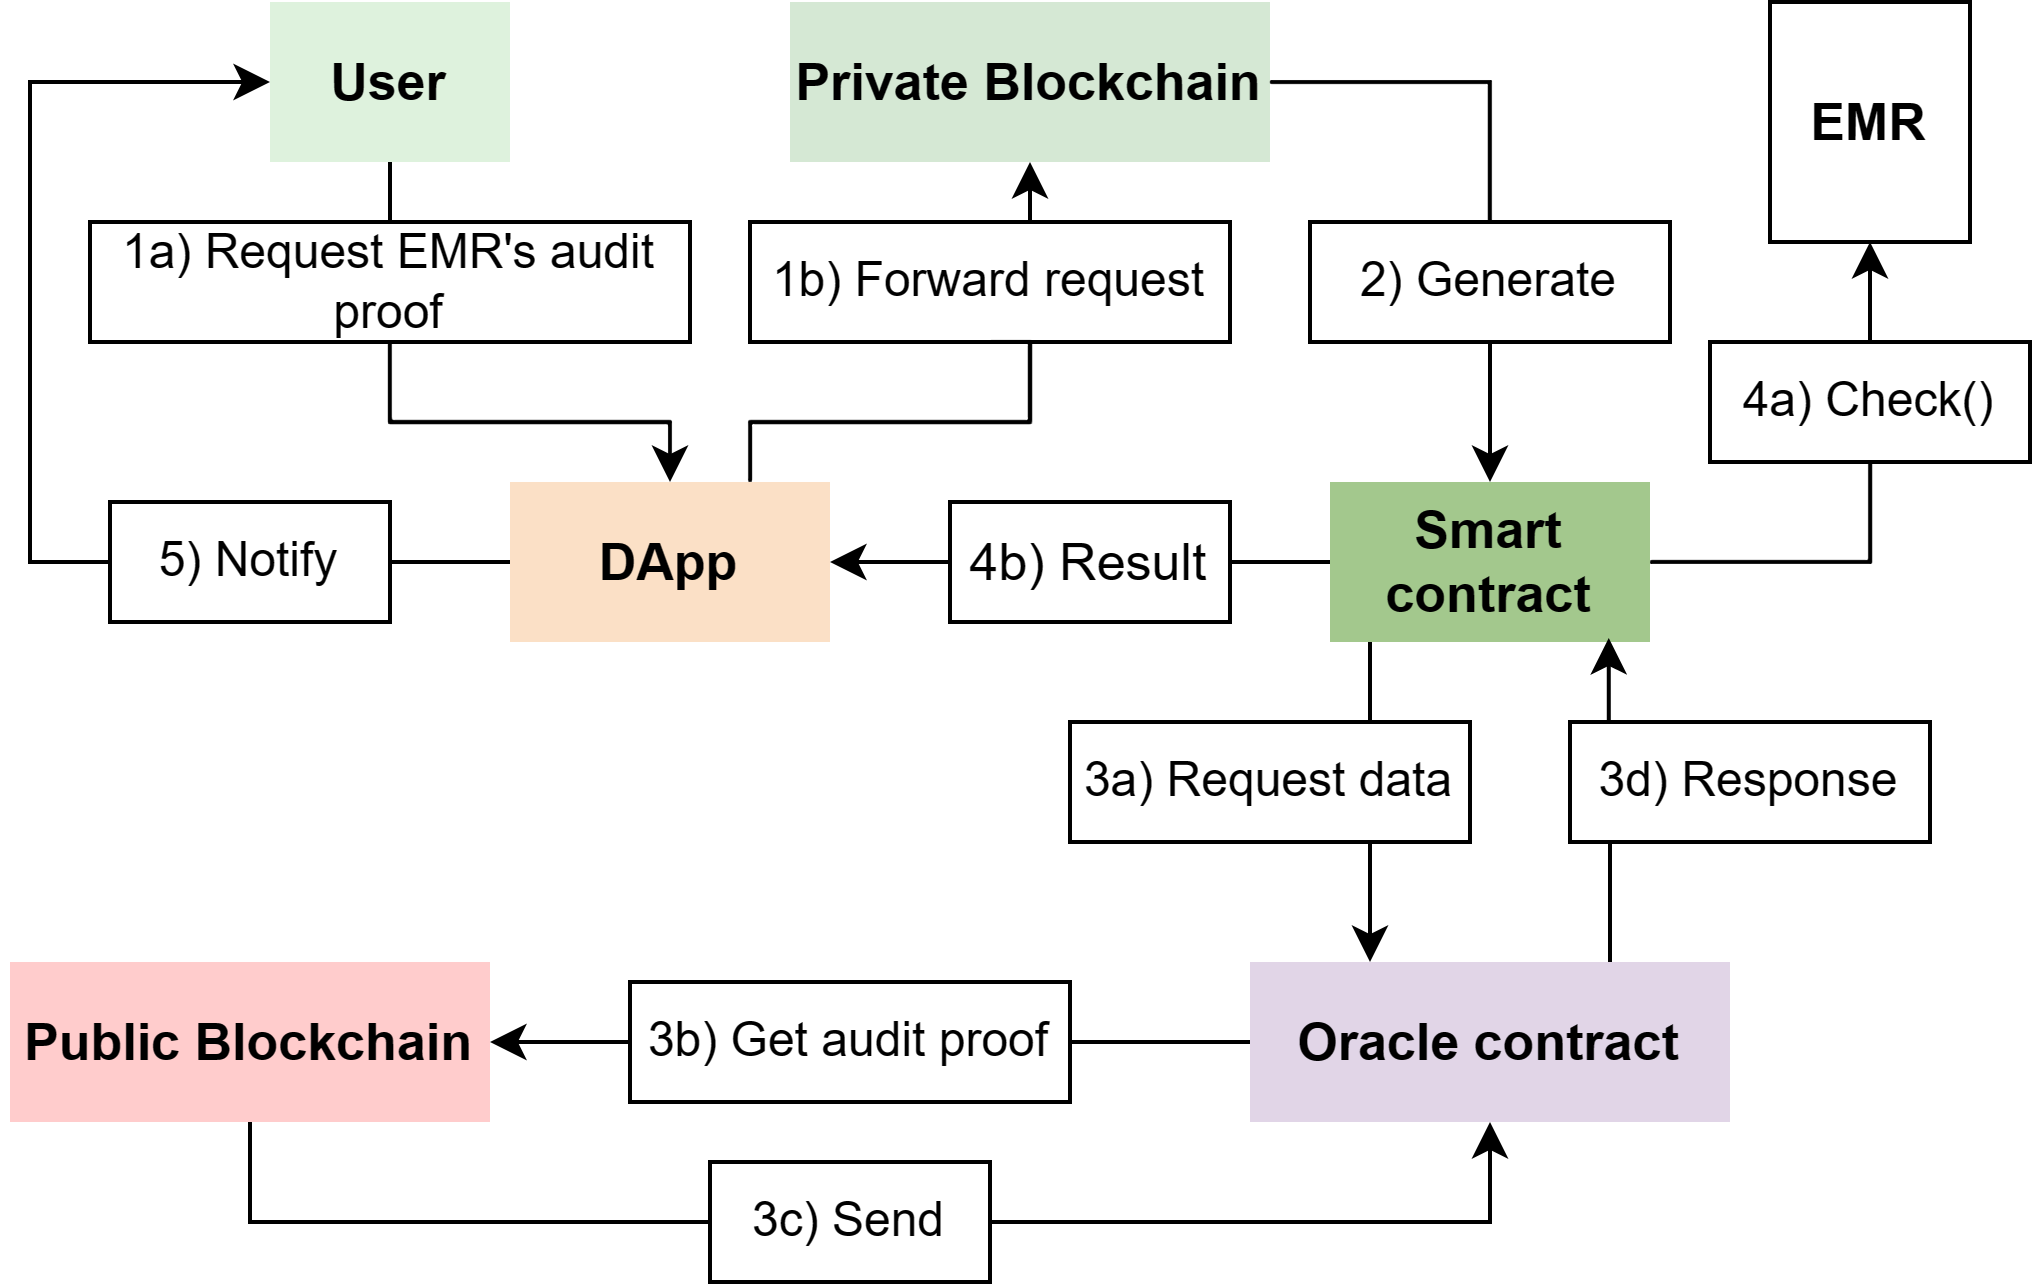 User
Private Blockchain
EMR
1a) Request EMR's audit
proof
1b) Forward request
2) Generate
4a) Check()
5) Notify
DApp
4b) Result
Smart
contract
3a) Request data
3d) Response
Public Blockchain
3b) Get audit proof
Oracle contract
3c) Send